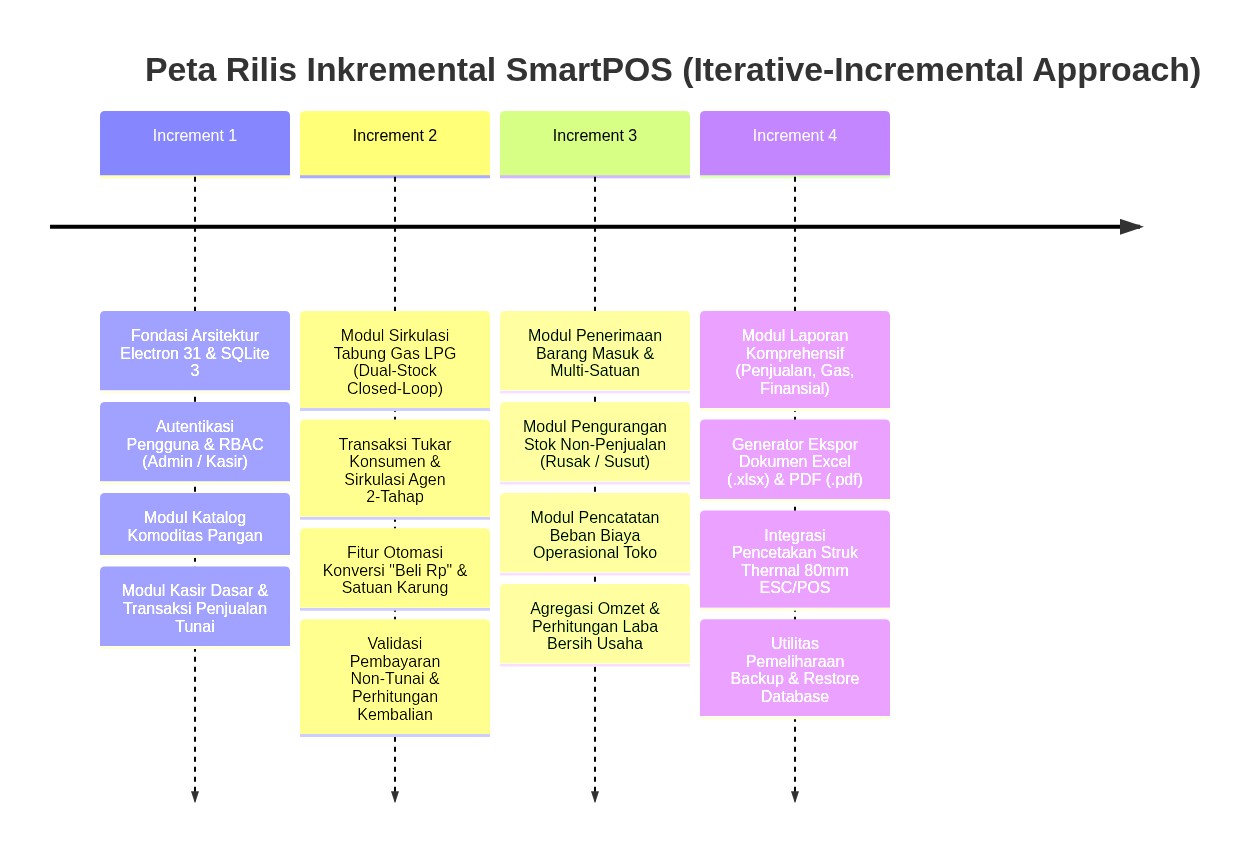 Peta Rilis Inkremental SmartPOS (Iterative-Incremental Approach)
Increment 1
Increment 2
Increment 3
Increment 4
Fondasi Arsitektur
Electron 31 & SQLite
3
Autentikasi
Pengguna & RBAC
(Admin / Kasir)
Modul Katalog
Komoditas Pangan
Modul Kasir Dasar &
Transaksi Penjualan
Tunai
Modul Sirkulasi
Tabung Gas LPG
(Dual-Stock
Closed-Loop)
Transaksi Tukar
Konsumen &
Sirkulasi Agen
2-Tahap
Fitur Otomasi
Konversi "Beli Rp" &
Satuan Karung
Validasi
Pembayaran
Non-Tunai &
Perhitungan
Kembalian
Modul Penerimaan
Barang Masuk &
Multi-Satuan
Modul Pengurangan
Stok Non-Penjualan
(Rusak / Susut)
Modul Pencatatan
Beban Biaya
Operasional Toko
Agregasi Omzet &
Perhitungan Laba
Bersih Usaha
Modul Laporan
Komprehensif
(Penjualan, Gas,
Finansial)
Generator Ekspor
Dokumen Excel
(.xlsx) & PDF (.pdf)
Integrasi
Pencetakan Struk
Thermal 80mm
ESC/POS
Utilitas
Pemeliharaan
Backup & Restore
Database